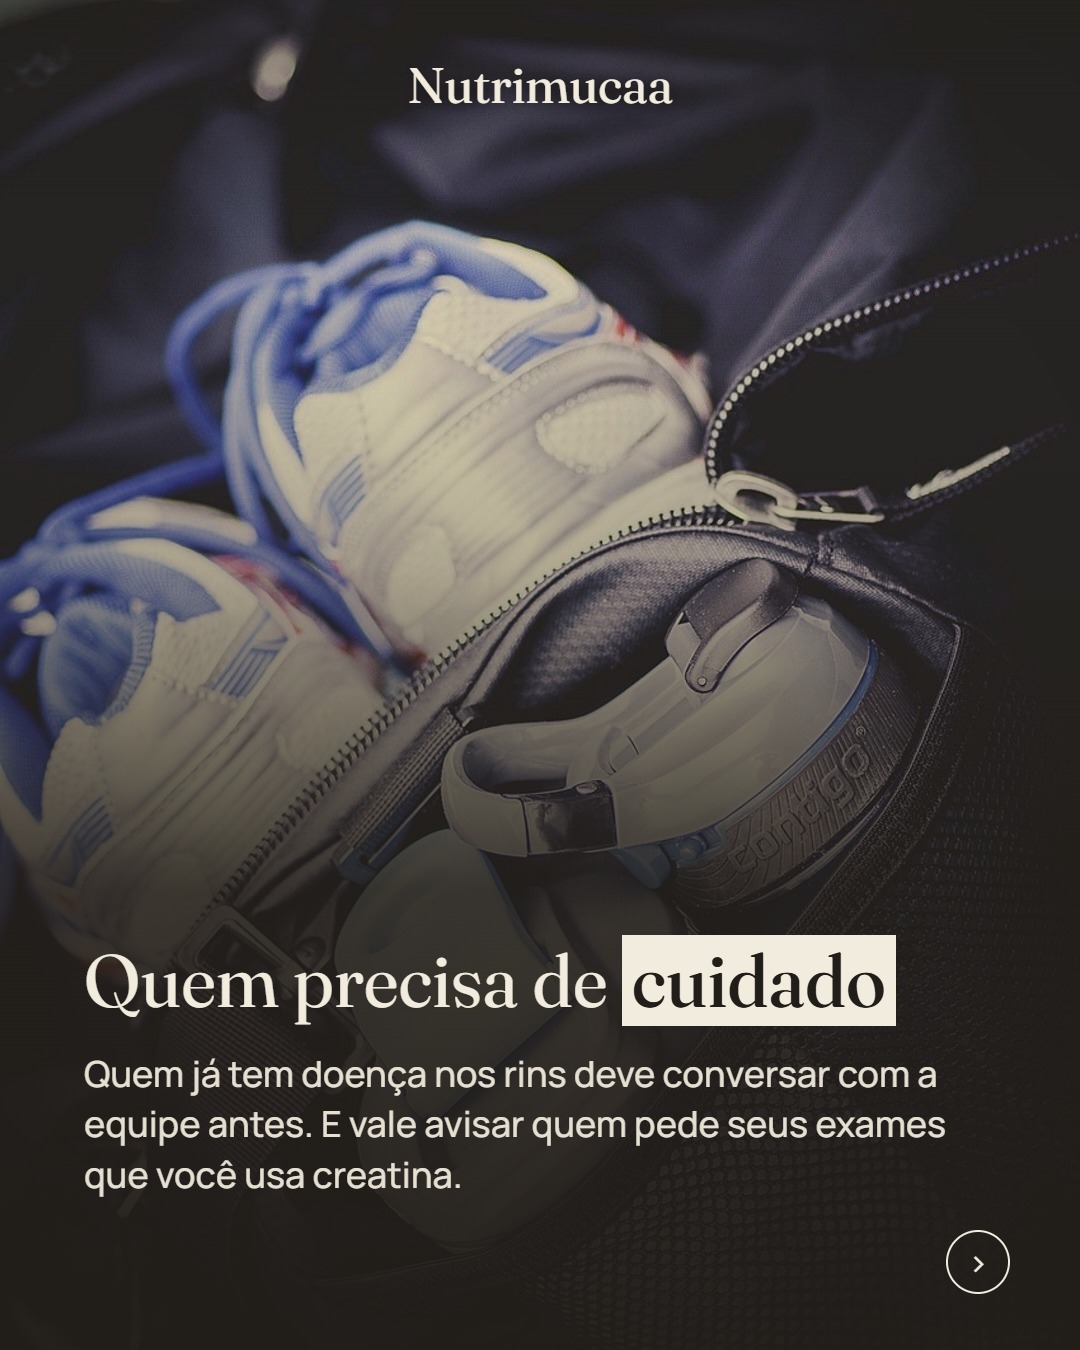 Nutrimucaa
contigo®
Quem precisa de cuidado
Quem já tem doença nos rins deve conversar com a
equipe antes. E vale avisar quem pede seus exames
que você usa creatina.